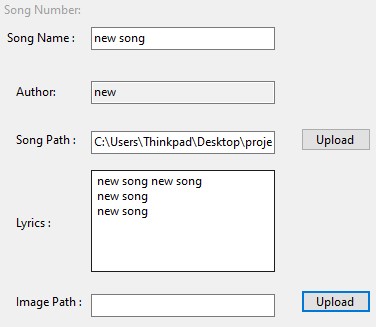 Song Number:
Song Name : new song
Author: new
Song Path : C:\Users\Thinkpad\Desktop\proje Upload
new song new song
new song
Lyrics : new song
Image Path : Upload